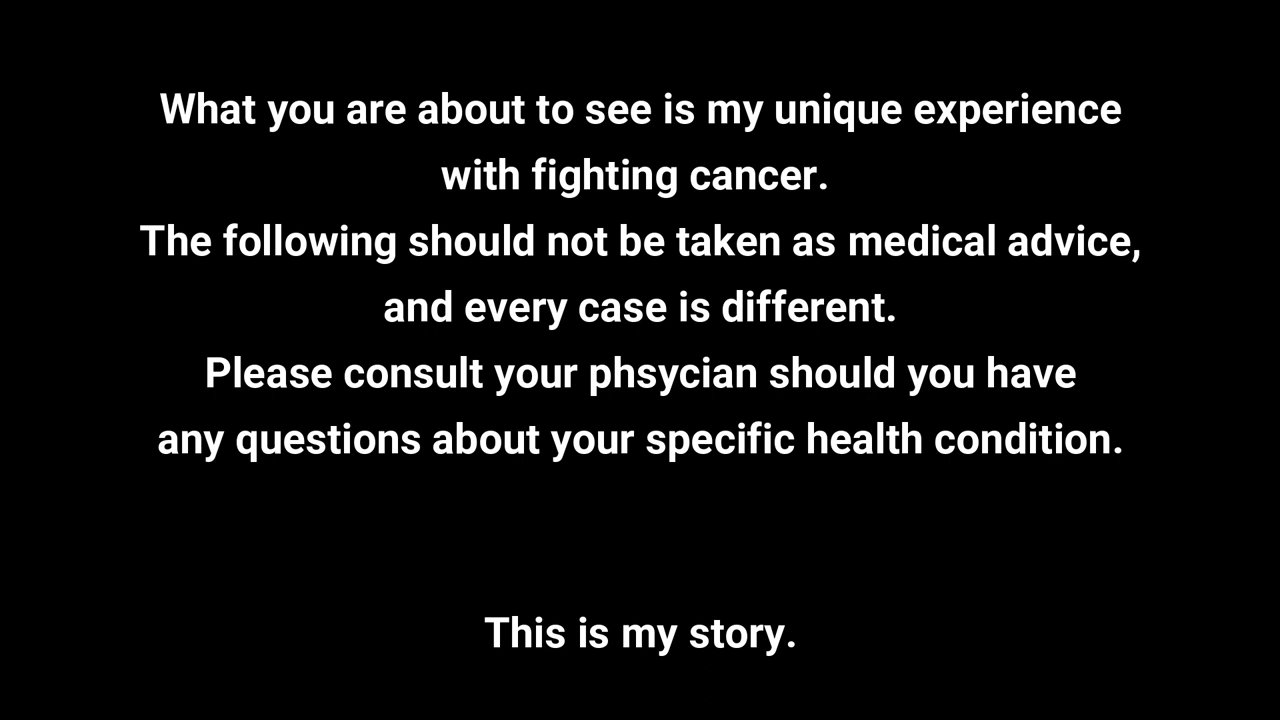 What you are about to see is my unique experience
with fighting cancer.
The following should not be taken as medical advice,
and every case is different.
Please consult your phsycian should you have
any questions about your specific health condition.
This is my story.